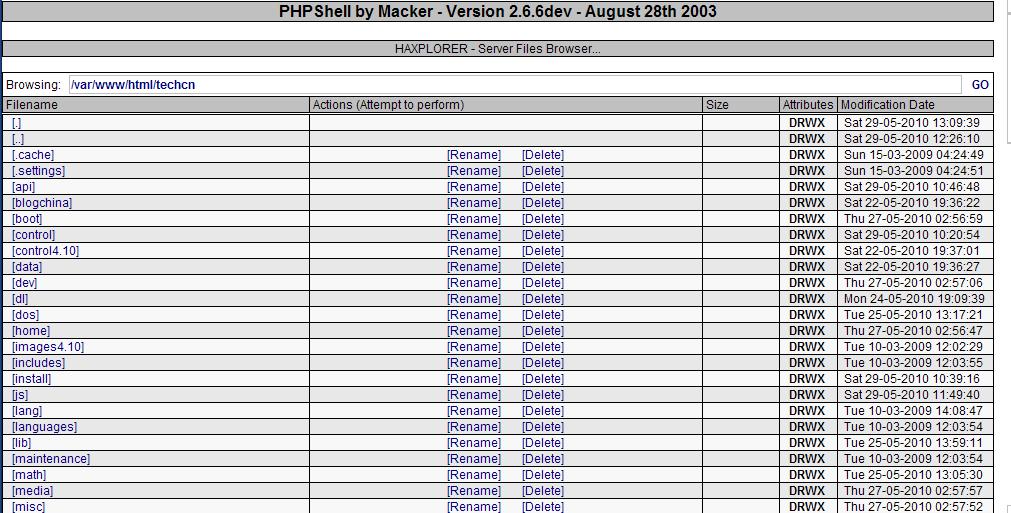 PHPShell by Macker - Version 2.6.6dev - August 28th 2003
HAXPLORER - Server Files Browser...
Browsing: /var/www/html/techcn GO
Filename Actions (Attempt to perform) Size Attributes Modification Date
[.] DRWX Sat 29-05-2010 13:09:39
[..] DRWX Sat 29-05-2010 12:26:10
[.cache] [Rename] [Delete] DRWX Sun 15-03-2009 04:24:49
[.settings] [Rename] [Delete] DRWX Sun 15-03-2009 04:24:51
[api] [Rename] [Delete] DRWX Sat 29-05-2010 10:46:48
[blogchina] [Rename] [Delete] DRWX Sat 22-05-2010 19:36:22
[boot] [Rename] [Delete] DRWX Thu 27-05-2010 02:56:59
[control] [Rename] [Delete] DRWX Sat 29-05-2010 10:20:54
[control4.10] [Rename] [Delete] DRWX Sat 22-05-2010 19:37:01
[data] [Rename] [Delete] DRWX Sat 22-05-2010 19:36:27
[dev] [Rename] [Delete] DRWX Thu 27-05-2010 02:57:06
[dl] [Rename] [Delete] DRWX Mon 24-05-2010 19:09:39
[dos] [Rename] [Delete] DRWX Tue 25-05-2010 13:17:21
[home] [Rename] [Delete] DRWX Thu 27-05-2010 02:56:47
[images4.10] [Rename] [Delete] DRWX Tue 10-03-2009 12:02:29
[includes] [Rename] [Delete] DRWX Tue 10-03-2009 12:03:55
[install] [Rename] [Delete] DRWX Sat 29-05-2010 10:39:16
[js] [Rename] [Delete] DRWX Sat 29-05-2010 11:49:40
[lang] [Rename] [Delete] DRWX Tue 10-03-2009 14:08:47
[languages] [Rename] [Delete] DRWX Tue 10-03-2009 12:03:54
[lib] [Rename] [Delete] DRWX Tue 25-05-2010 13:59:11
[maintenance] [Rename] [Delete] DRWX Tue 10-03-2009 12:03:54
[math] [Rename] [Delete] DRWX Tue 25-05-2010 13:05:30
[media] [Rename] [Delete] DRWX Thu 27-05-2010 02:57:57
[misc] [Rename] [Delete] DRWX Thu 27-05-2010 02:57:52